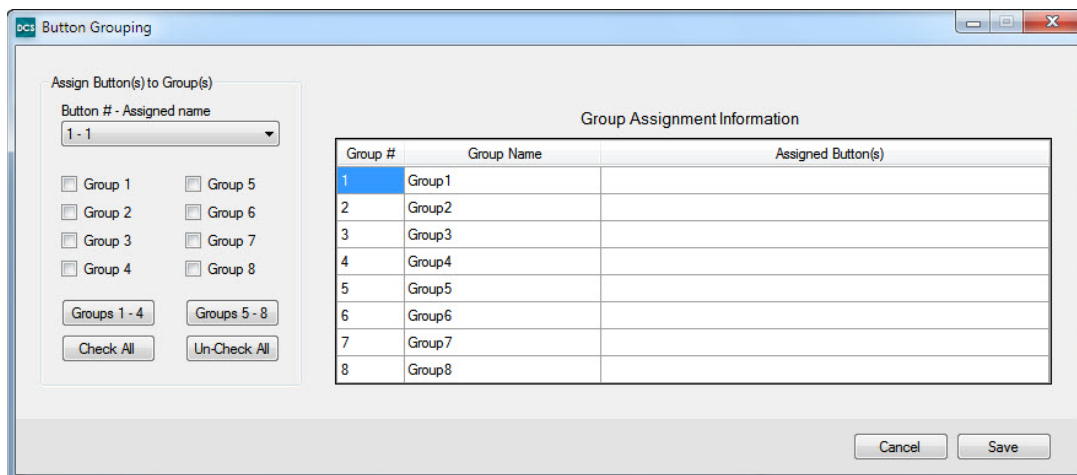 DCS Button Grouping
Assign Button(s) to Group(s)
Button # - Assigned name
1 - 1
Group 1 Group 5
Group 2 Group 6
Group 3 Group 7
Group 4 Group 8
Groups 1 - 4 Groups 5 - 8
Check All Un-Check All
Group Assignment Information
Group # Group Name Assigned Button(s)
1 Group1
2 Group2
3 Group3
4 Group4
5 Group5
6 Group6
7 Group7
8 Group8
Cancel Save